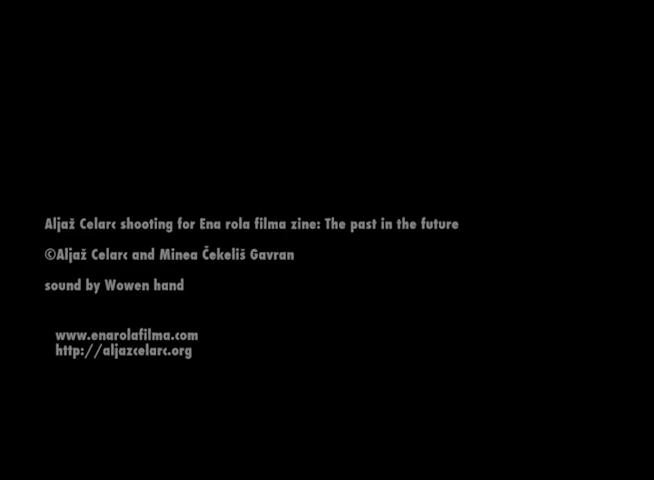 Aljaž Celarc shooting for Ena rola filma zine: The past in the future
©Aljaž Celarc and Minea Čekeliš Gavran
sound by Wowen hand
www.enarolafilma.com
http://aljazcelarc.org